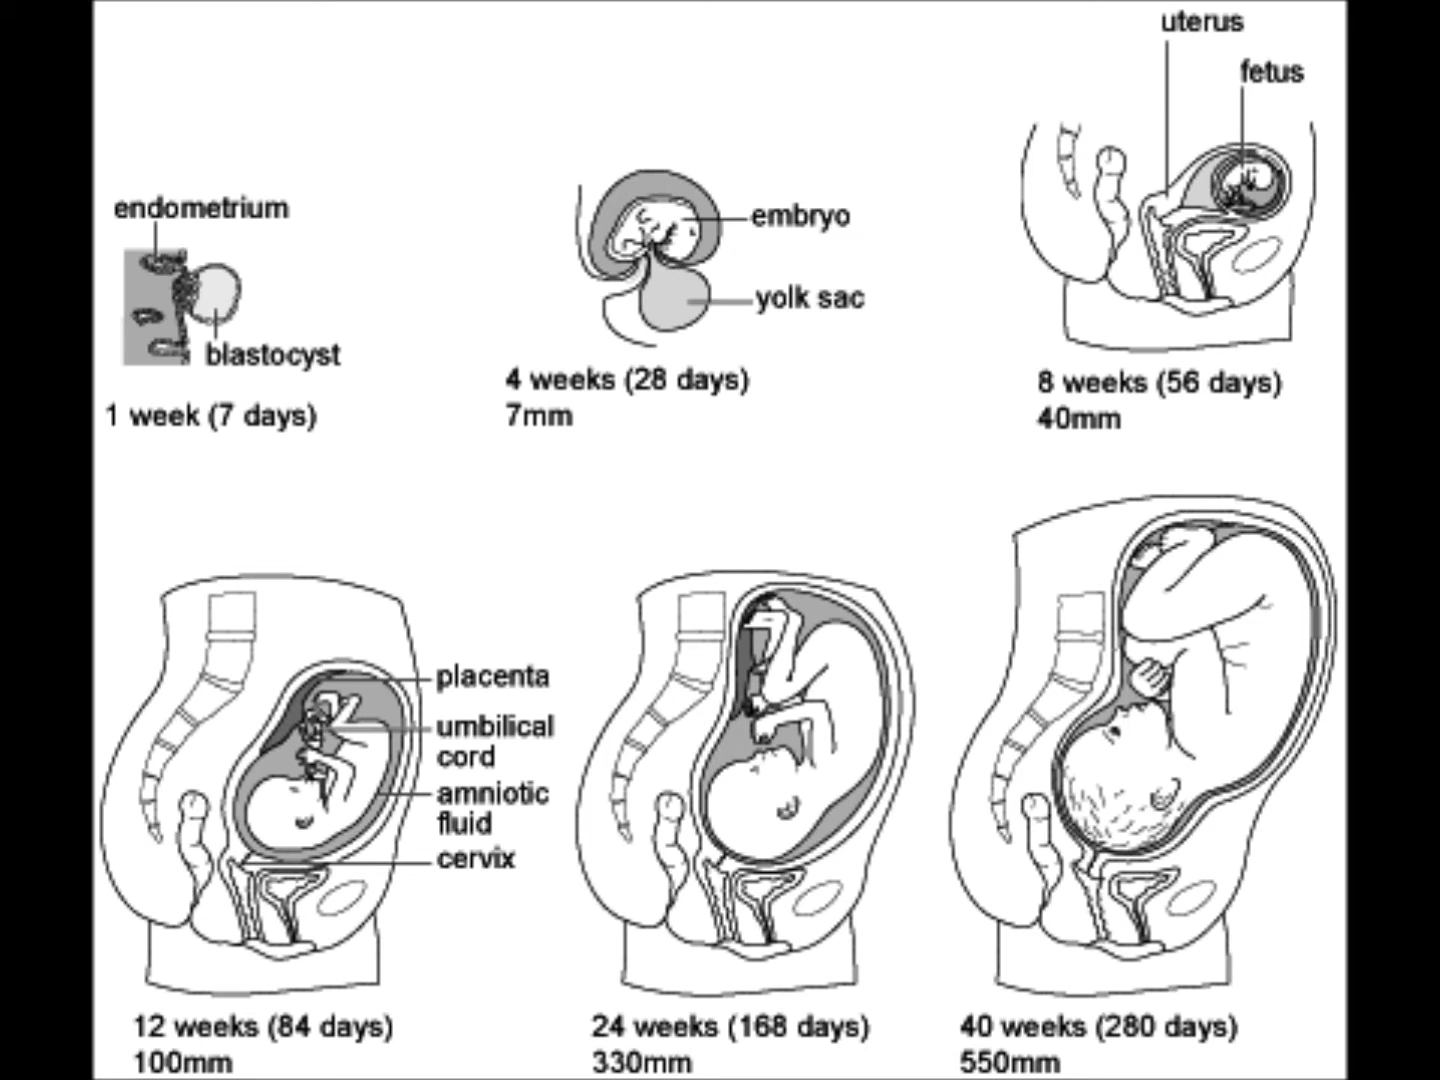 uterus
fetus
endometrium
blastocyst
1 week (7 days)
embryo
yolk sac
4 weeks (28 days)
7mm
8 weeks (56 days)
40mm
placenta
umbilical
cord
amniotic
fluid
cervix
12 weeks (84 days)
100mm
24 weeks (168 days)
330mm
40 weeks (280 days)
550mm